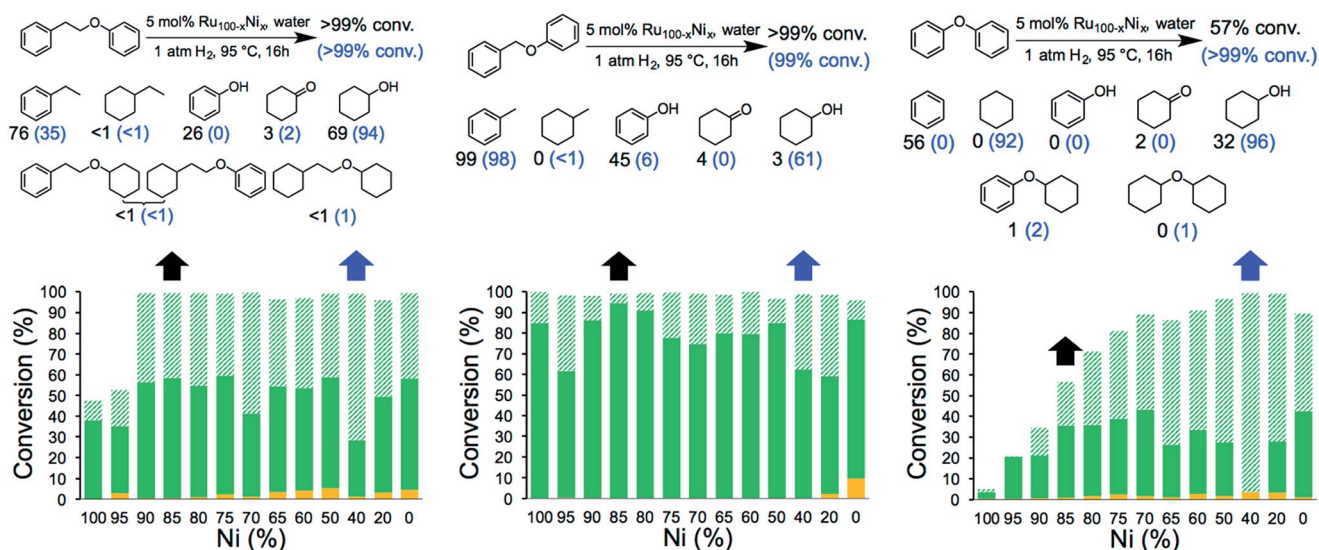 5 mol% Ru100-xNix, water
1 atm H2, 95 °C, 16h
>99% conv.
(>99% conv.)
O
OH
O
OH
76 (35)
<1 (<1)
26 (0)
3 (2)
69 (94)
O
O
O
<1 (<1)
<1 (1)
Conversion (%)
100
90
80
70
60
50
40
30
20
10
0
100 95 90 85 80 75 70 65 60 50 40 20 0
Ni (%)
5 mol% Ru100-xNix, water
1 atm H2, 95 °C, 16h
>99% conv.
(99% conv.)
O
OH
O
OH
99 (98)
0 (<1)
45 (6)
4 (0)
3 (61)
Conversion (%)
100
90
80
70
60
50
40
30
20
10
0
100 95 90 85 80 75 70 65 60 50 40 20 0
Ni (%)
5 mol% Ru100-xNix, water
1 atm H2, 95 °C, 16h
57% conv.
(>99% conv.)
O
OH
O
OH
56 (0)
0 (92)
0 (0)
2 (0)
32 (96)
O
O
1 (2)
0 (1)
Conversion (%)
100
90
80
70
60
50
40
30
20
10
0
100 95 90 85 80 75 70 65 60 50 40 20 0
Ni (%)